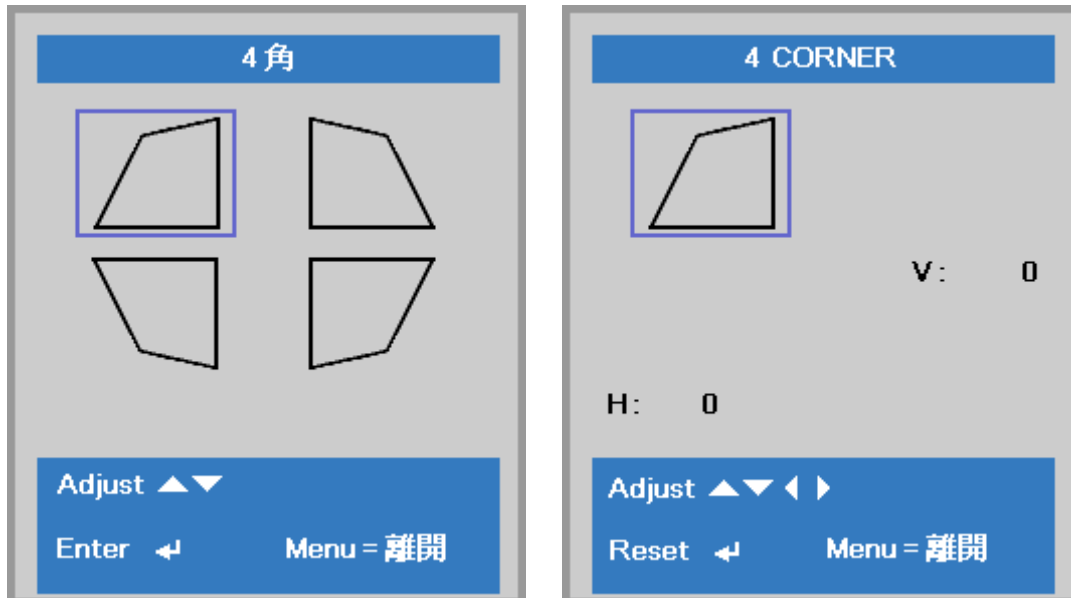 4角
Adjust ▲▼
Enter ↵ Menu = 離開
4 CORNER
V: 0
H: 0
Adjust ▲▼◀▶
Reset ↵ Menu = 離開